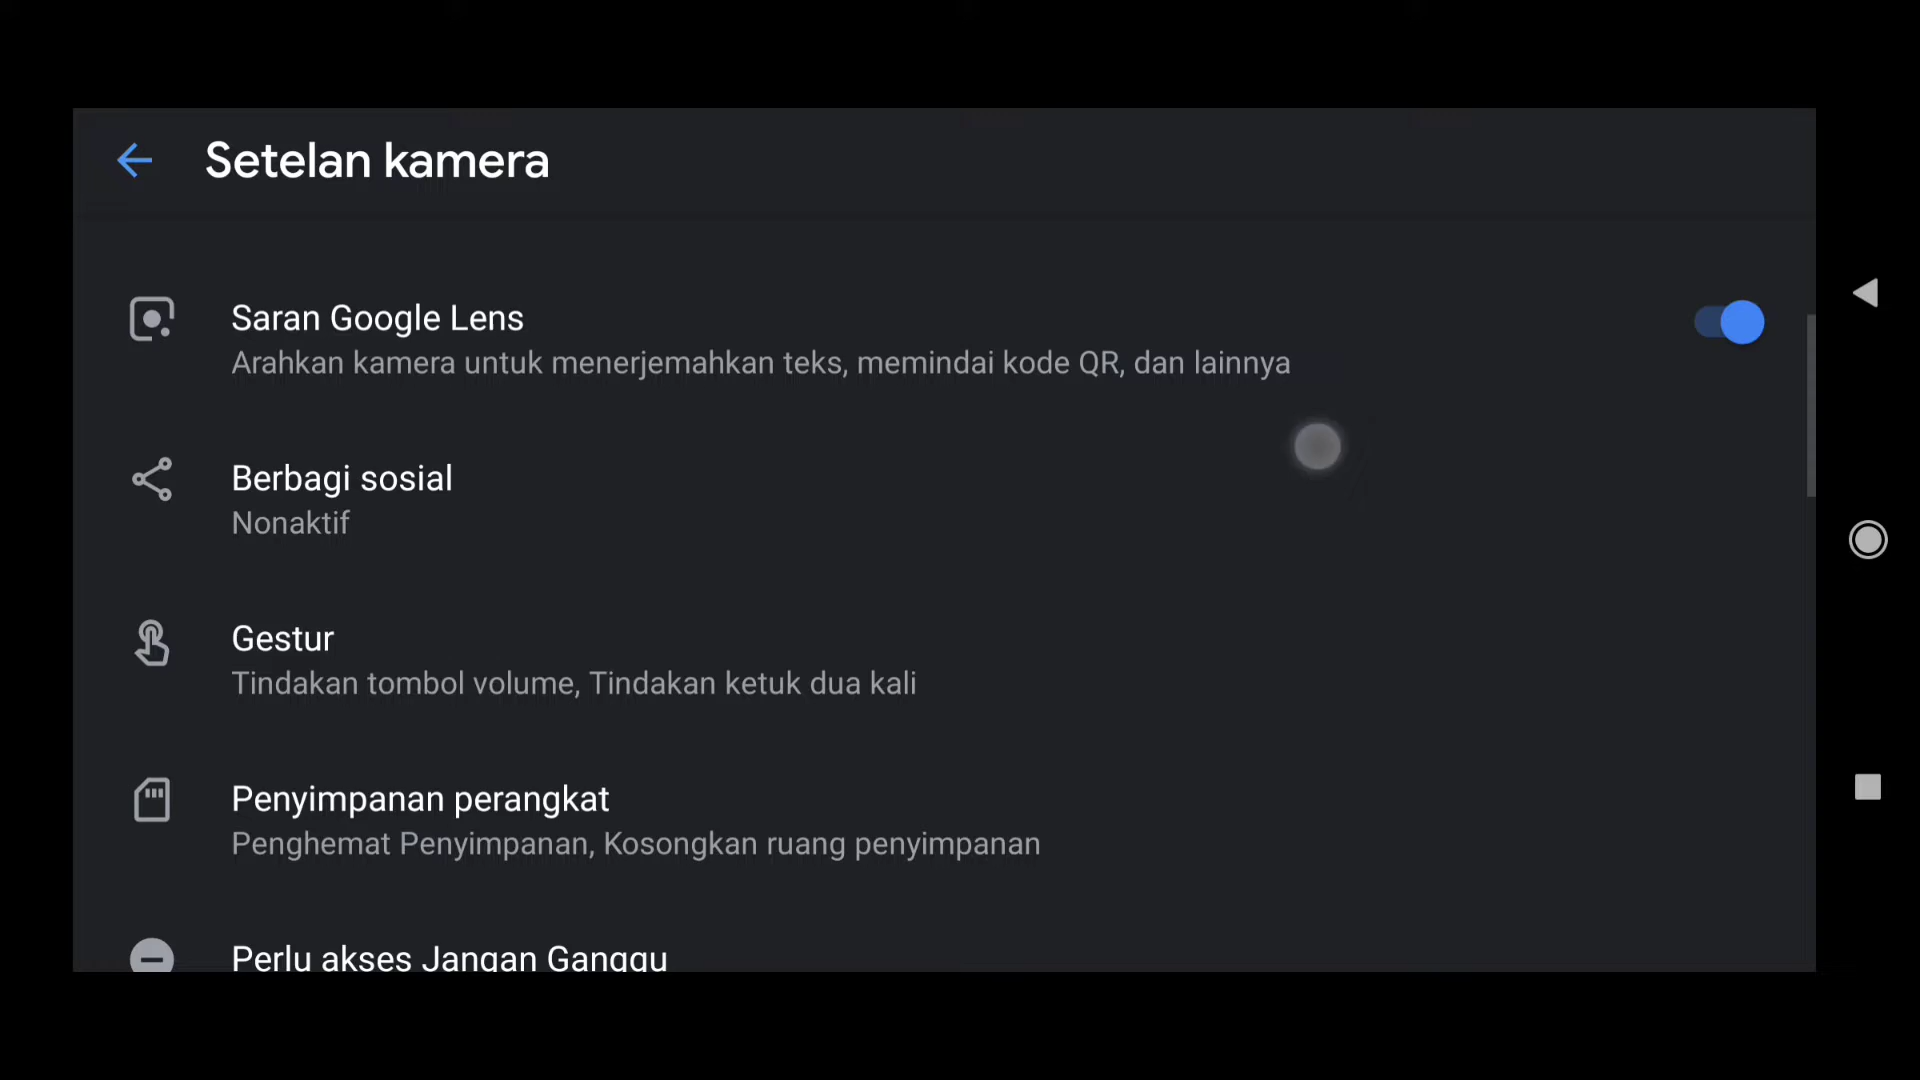 Setelan kamera
Saran Google Lens
Arahkan kamera untuk menerjemahkan teks, memindai kode QR, dan lainnya
Berbagi sosial
Nonaktif
Gestur
Tindakan tombol volume, Tindakan ketuk dua kali
Penyimpanan perangkat
Penghemat Penyimpanan, Kosongkan ruang penyimpanan
Perlu akses Jangan Ganggu